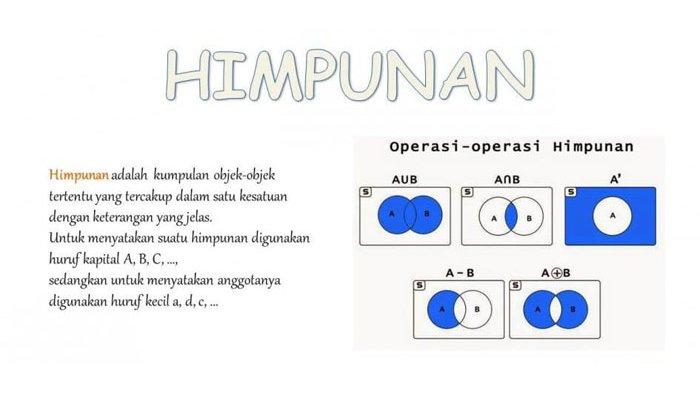 HIMPUNAN
Himpunan adalah kumpulan objek-objek
tertentu yang tercakup dalam satu kesatuan
dengan keterangan yang jelas.
Untuk menyatakan suatu himpunan digunakan
huruf kapital A, B, C, ...,
sedangkan untuk menyatakan anggotanya
digunakan huruf kecil a, d, c, ...
Operasi-operasi Himpunan
A∪B
S
A
B
A∩B
S
A
B
A'
S
A
A - B
S
A
B
A⊕B
S
A
B